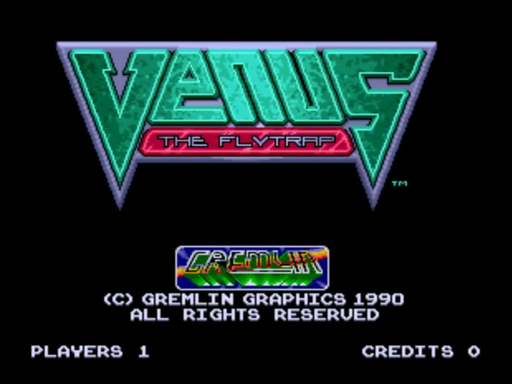 VENUS
THE FLYTRAP
TM
GREMLIN
(C) GREMLIN GRAPHICS 1990
ALL RIGHTS RESERVED
PLAYERS 1 CREDITS 0